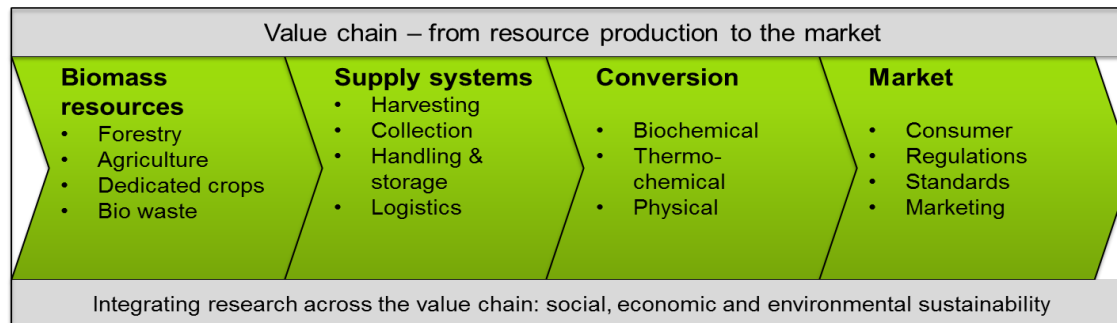 Value chain – from resource production to the market
Biomass
resources
• Forestry
• Agriculture
• Dedicated crops
• Bio waste
Supply systems
• Harvesting
• Collection
• Handling &
storage
• Logistics
Conversion
• Biochemical
• Thermo-
chemical
• Physical
Market
• Consumer
• Regulations
• Standards
• Marketing
Integrating research across the value chain: social, economic and environmental sustainability